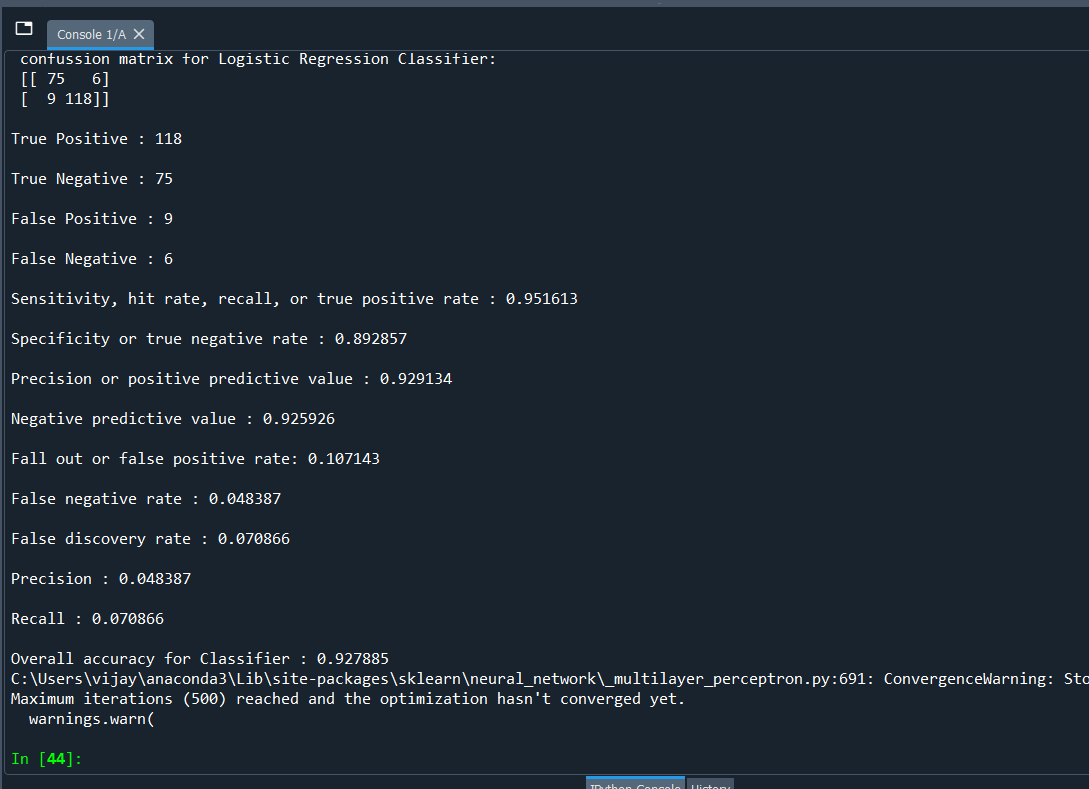 Console 1/A
confussion matrix for Logistic Regression Classifier:
[[ 75   6]
[  9 118]]
True Positive : 118
True Negative : 75
False Positive : 9
False Negative : 6
Sensitivity, hit rate, recall, or true positive rate : 0.951613
Specificity or true negative rate : 0.892857
Precision or positive predictive value : 0.929134
Negative predictive value : 0.925926
Fall out or false positive rate: 0.107143
False negative rate : 0.048387
False discovery rate : 0.070866
Precision : 0.048387
Recall : 0.070866
Overall accuracy for Classifier : 0.927885
C:\Users\vijay\anaconda3\Lib\site-packages\sklearn\neural_network\_multilayer_perceptron.py:691: ConvergenceWarning: Sto
Maximum iterations (500) reached and the optimization hasn't converged yet.
warnings.warn(
In [44]:
IPython Console History